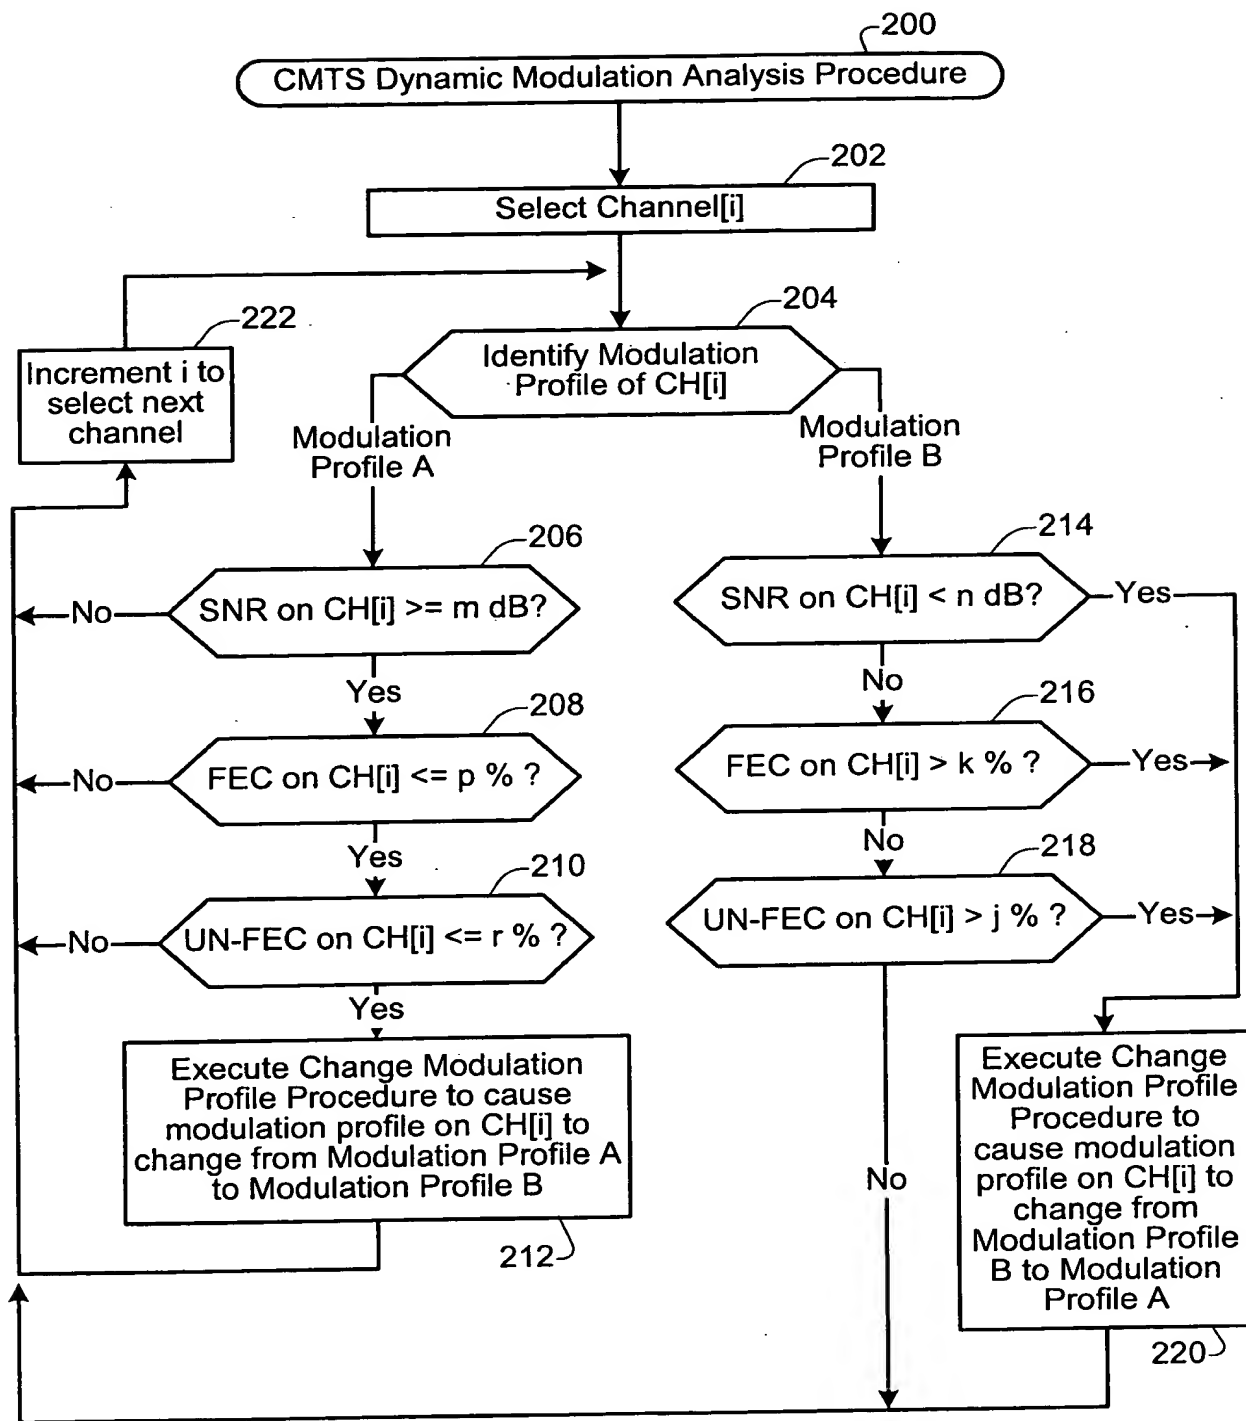 200
CMTS Dynamic Modulation Analysis Procedure
202
Select Channel[i]
204
Identify Modulation
Profile of CH[i]
222
Increment i to
select next
channel
Modulation
Profile A
Modulation
Profile B
206
SNR on CH[i] >= m dB?
No
Yes
208
FEC on CH[i] <= p % ?
No
Yes
210
UN-FEC on CH[i] <= r % ?
No
Yes
Execute Change Modulation
Profile Procedure to cause
modulation profile on CH[i] to
change from Modulation Profile A
to Modulation Profile B
212
214
SNR on CH[i] < n dB?
Yes
No
216
FEC on CH[i] > k % ?
Yes
No
218
UN-FEC on CH[i] > j % ?
Yes
No
Execute Change
Modulation Profile
Procedure to
cause modulation
profile on CH[i] to
change from
Modulation Profile
B to Modulation
Profile A
220